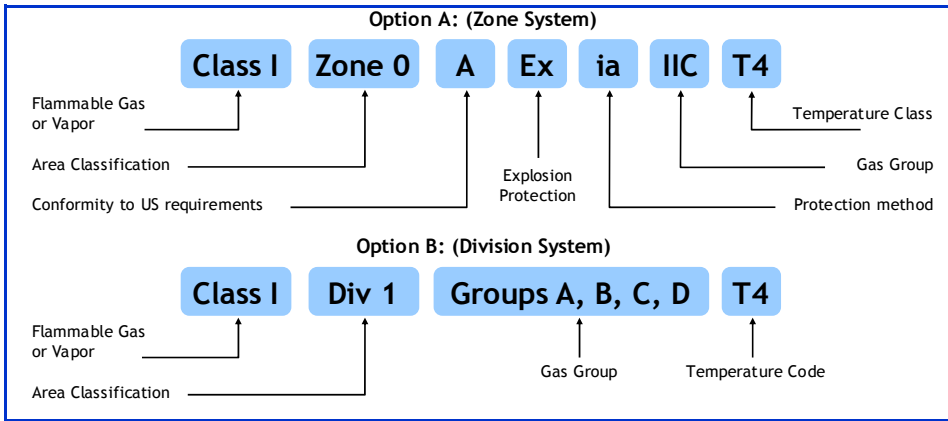 Option A: (Zone System)
Class I Zone 0 A Ex ia IIC T4
Flammable Gas
or Vapor
Temperature Class
Area Classification
Gas Group
Explosion
Protection
Conformity to US requirements
Protection method
Option B: (Division System)
Class I Div 1 Groups A, B, C, D T4
Flammable Gas
or Vapor
Gas Group
Temperature Code
Area Classification